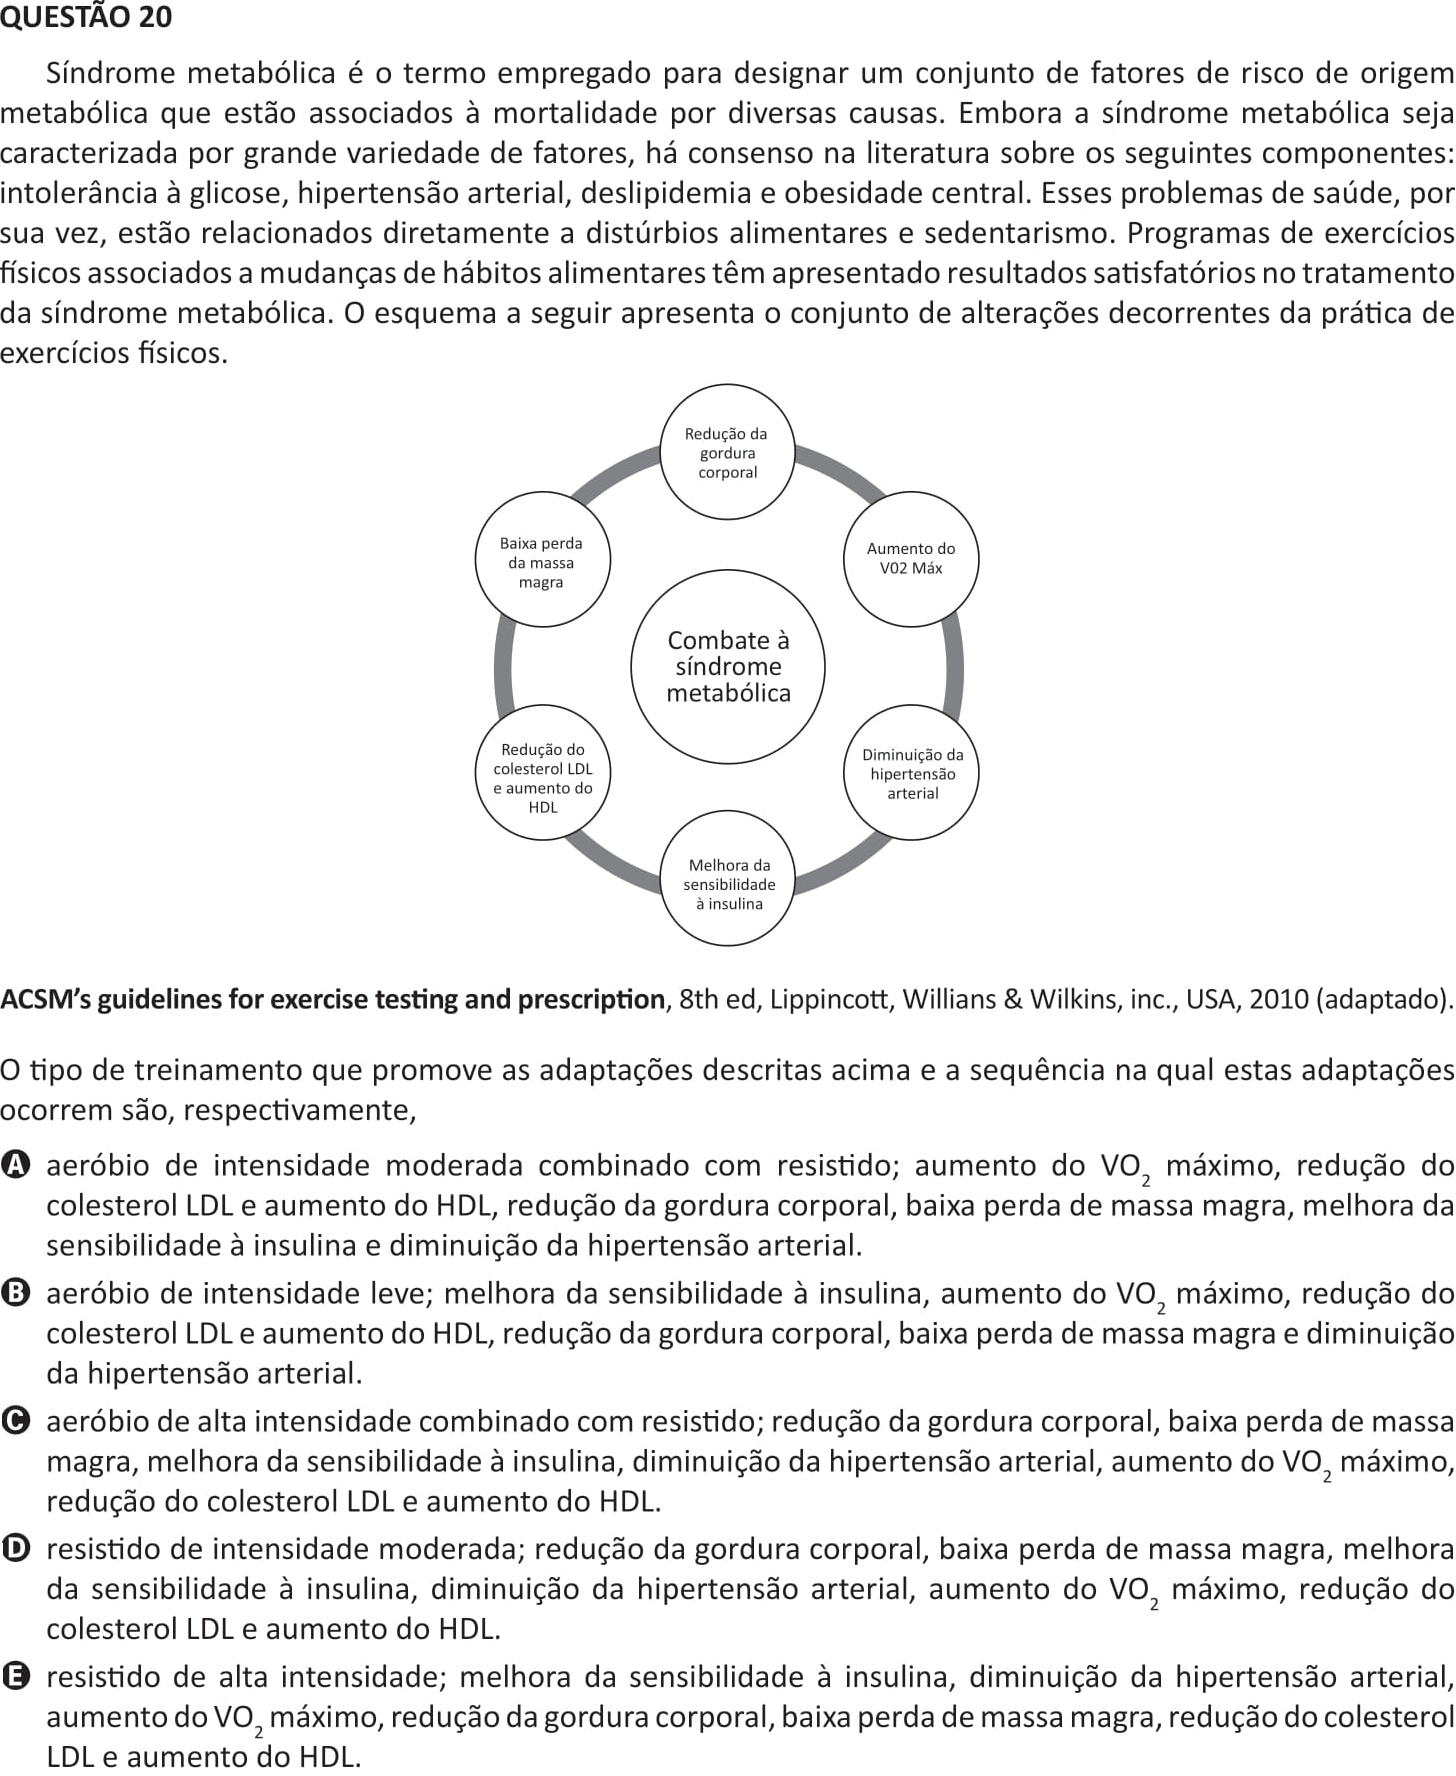 QUESTÃO 20
Síndrome metabólica é o termo empregado para designar um conjunto de fatores de risco de origem
metabólica que estão associados à mortalidade por diversas causas. Embora a síndrome metabólica seja
caracterizada por grande variedade de fatores, há consenso na literatura sobre os seguintes componentes:
intolerância à glicose, hipertensão arterial, deslipidemia e obesidade central. Esses problemas de saúde, por
sua vez, estão relacionados diretamente a distúrbios alimentares e sedentarismo. Programas de exercícios
físicos associados a mudanças de hábitos alimentares têm apresentado resultados satisfatórios no tratamento
da síndrome metabólica. O esquema a seguir apresenta o conjunto de alterações decorrentes da prática de
exercícios físicos.
Redução da
gordura
corporal
Baixa perda
da massa
magra
Aumento do
V02 Máx
Combate à
síndrome
metabólica
Redução do
colesterol LDL
e aumento do
HDL
Diminuição da
hipertensão
arterial
Melhora da
sensibilidade
à insulina
ACSM’s guidelines for exercise testing and prescription, 8th ed, Lippincott, Willians & Wilkins, inc., USA, 2010 (adaptado).
O tipo de treinamento que promove as adaptações descritas acima e a sequência na qual estas adaptações
ocorrem são, respectivamente,
A aeróbio de intensidade moderada combinado com resistido; aumento do VO₂ máximo, redução do
colesterol LDL e aumento do HDL, redução da gordura corporal, baixa perda de massa magra, melhora da
sensibilidade à insulina e diminuição da hipertensão arterial.
B aeróbio de intensidade leve; melhora da sensibilidade à insulina, aumento do VO₂ máximo, redução do
colesterol LDL e aumento do HDL, redução da gordura corporal, baixa perda de massa magra e diminuição
da hipertensão arterial.
C aeróbio de alta intensidade combinado com resistido; redução da gordura corporal, baixa perda de massa
magra, melhora da sensibilidade à insulina, diminuição da hipertensão arterial, aumento do VO₂ máximo,
redução do colesterol LDL e aumento do HDL.
D resistido de intensidade moderada; redução da gordura corporal, baixa perda de massa magra, melhora
da sensibilidade à insulina, diminuição da hipertensão arterial, aumento do VO₂ máximo, redução do
colesterol LDL e aumento do HDL.
E resistido de alta intensidade; melhora da sensibilidade à insulina, diminuição da hipertensão arterial,
aumento do VO₂ máximo, redução da gordura corporal, baixa perda de massa magra, redução do colesterol
LDL e aumento do HDL.